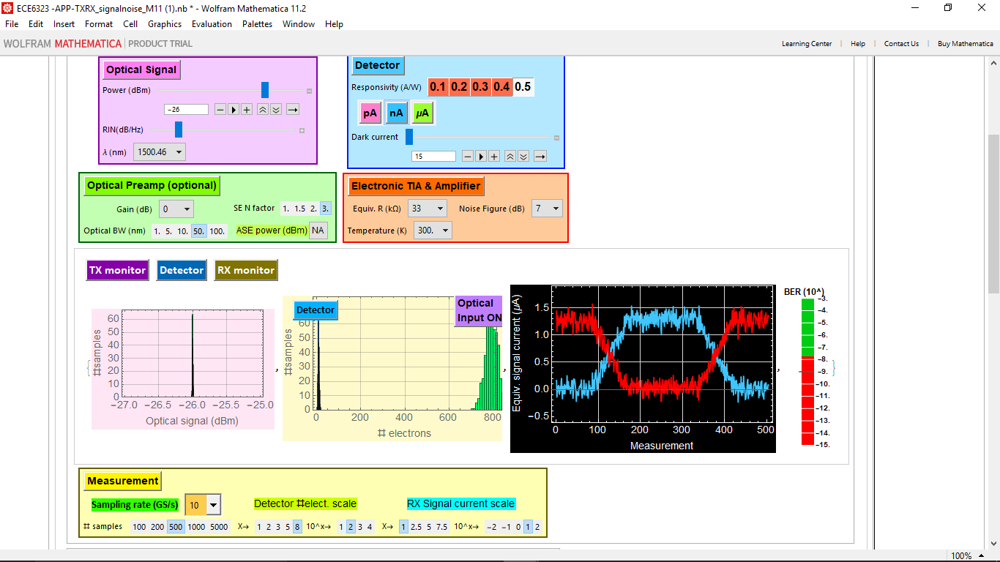 ECE6323 -APP-TXRX_signalnoise_M11 (1).nb * - Wolfram Mathematica 11.2
File Edit Insert Format Cell Graphics Evaluation Palettes Window Help
WOLFRAM MATHEMATICA | PRODUCT TRIAL
Learning Center | Help | Contact Us | Buy Mathematica
Optical Signal
Power (dBm)
-26
RIN(dB/Hz)
λ (nm) 1500.46
Detector
Responsivity (A/W) 0.1 0.2 0.3 0.4 0.5
pA nA μA
Dark current
15
Optical Preamp (optional)
Gain (dB) 0 SE N factor 1. 1.5 2. 3.
Optical BW (nm) 1. 5. 10. 50. 100. ASE power (dBm) NA
Electronic TIA & Amplifier
Equiv. R (kΩ) 33 Noise Figure (dB) 7
Temperature (K) 300.
TX monitor Detector RX monitor
{
#samples
60
50
40
30
20
10
0
-27.0 -26.5 -26.0 -25.5 -25.0
Optical signal (dBm)
,
Detector
Optical
Input ON
#samples
60
50
40
30
20
10
0
0 200 400 600 800
# electrons
,
Equiv. signal current (μA)
1.5
1.0
0.5
0.0
-0.5
0 100 200 300 400 500
Measurement
,
BER (10^)
-3.
-4.
-5.
-6.
-7.
-8.
-9.
-10.
-11.
-12.
-13.
-14.
-15.
}
Measurement
Sampling rate (GS/s) 10 Detector #elect. scale RX Signal current scale
# samples 100 200 500 1000 5000 X→ 1 2 3 5 8 10^x→ 1 2 3 4 X→ 1 2.5 5 7.5 10^x→ -2 -1 0 1 2
100%